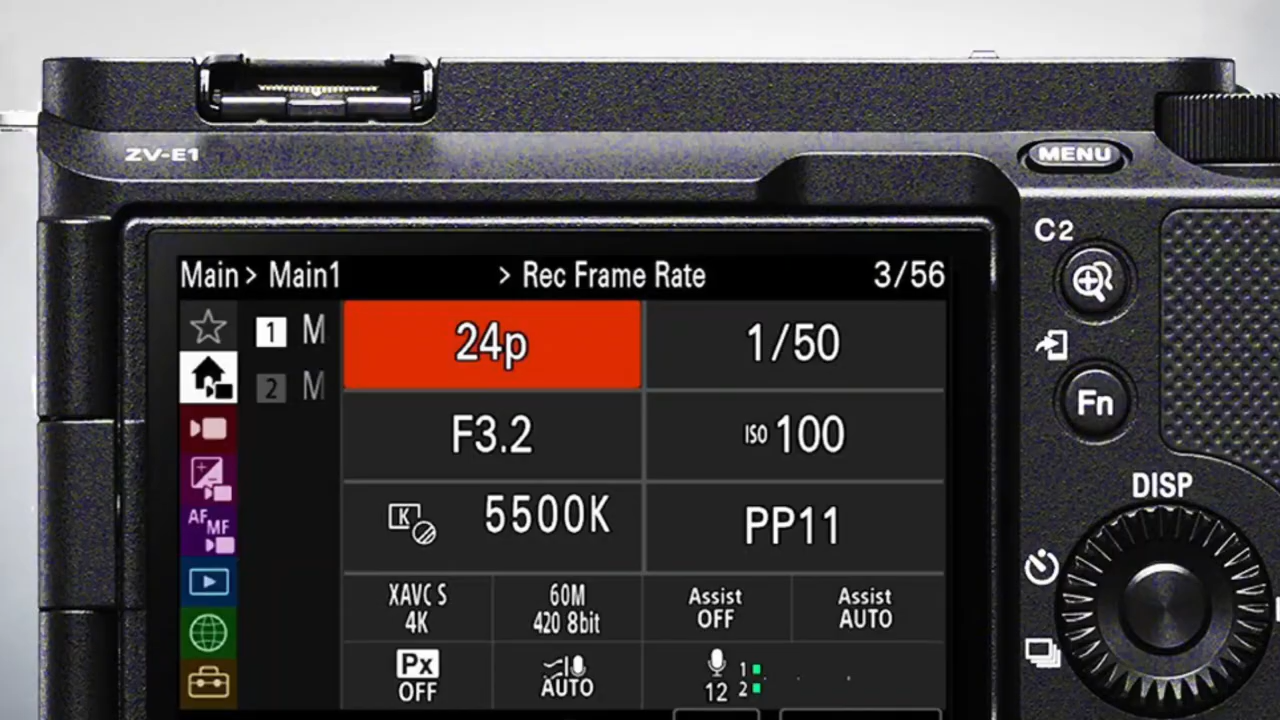 ZV-E1
MENU
C2
Main > Main1 > Rec Frame Rate 3/56
1 M
2 M
24p
1/50
F3.2
ISO 100
Fn
K 5500K
PP11
DISP
AF MF
XAVC S
4K
60M
420 8bit
Assist
OFF
Assist
AUTO
Px
OFF
AUTO
12
1
2